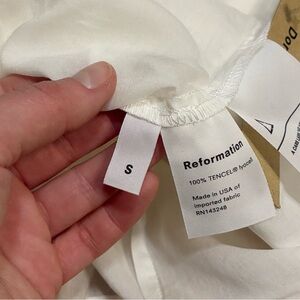 S
Reformation
100% TENCEL® lyocell
Made in USA of
imported fabric
RN143248